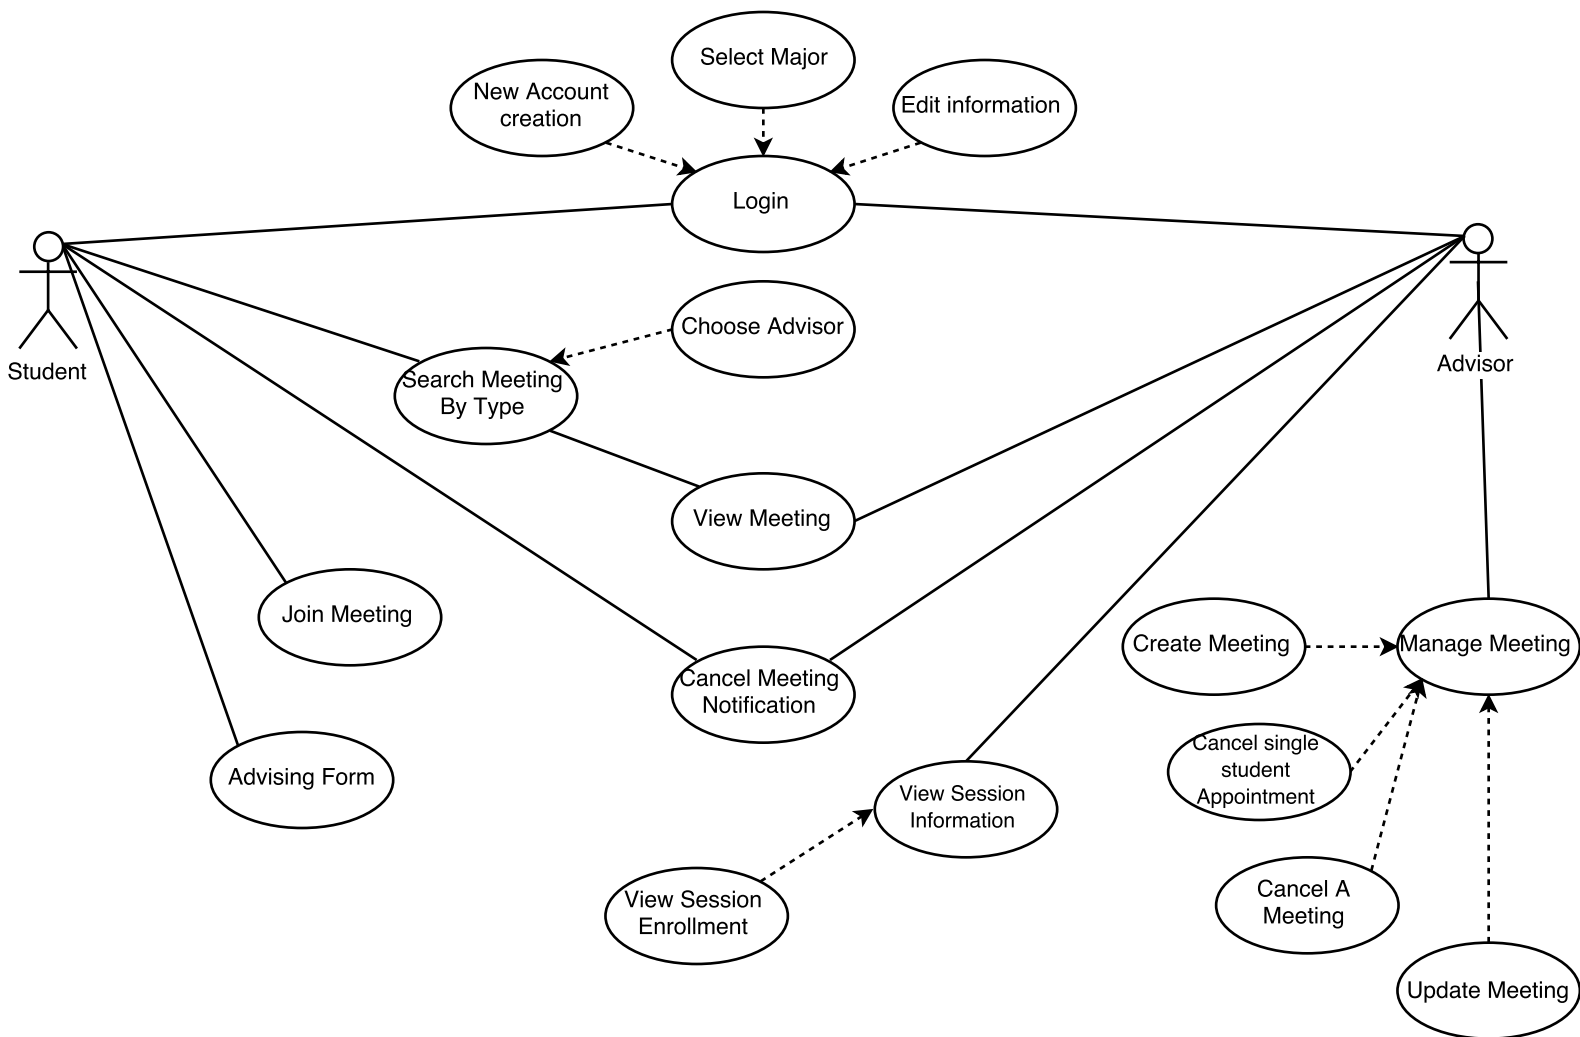 Select Major
New Account
creation
Edit information
Login
Choose Advisor
Student
Advisor
Search Meeting
By Type
View Meeting
Join Meeting
Create Meeting
Manage Meeting
Cancel Meeting
Notification
Cancel single
student
Appointment
Advising Form
View Session
Information
View Session
Enrollment
Cancel A
Meeting
Update Meeting